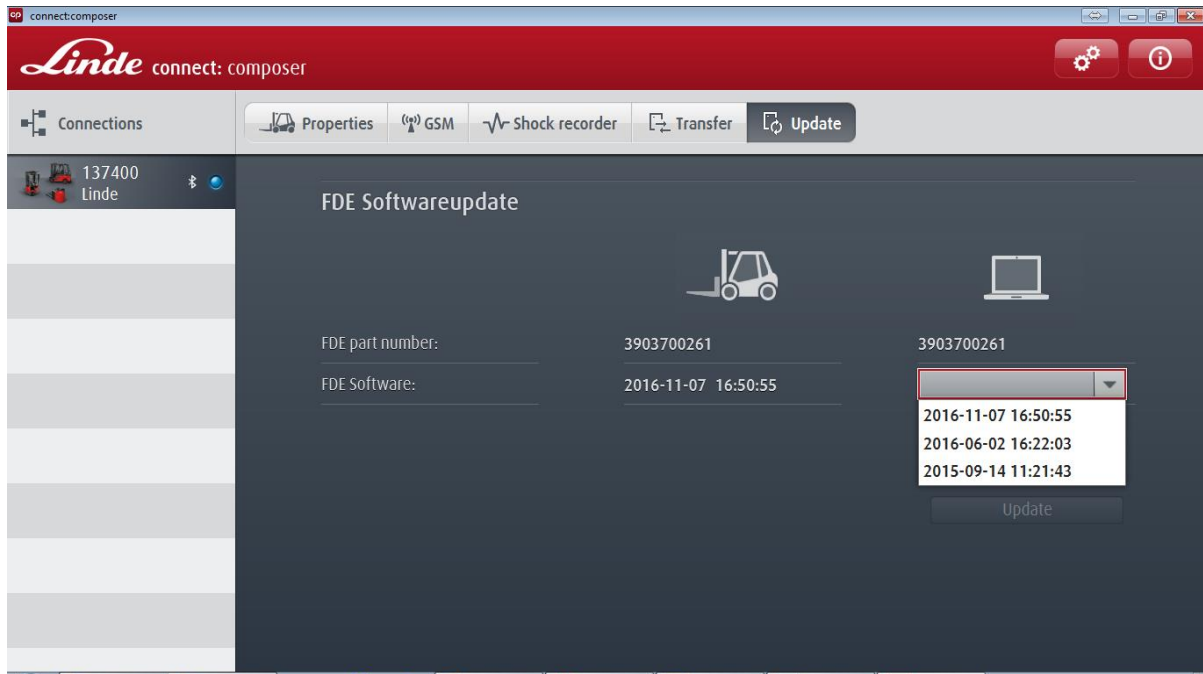 cp connect:composer
Linde connect: composer
Connections
Properties GSM Shock recorder Transfer Update
137400
Linde
FDE Softwareupdate
FDE part number: 3903700261 3903700261
FDE Software: 2016-11-07 16:50:55
2016-11-07 16:50:55
2016-06-02 16:22:03
2015-09-14 11:21:43
Update